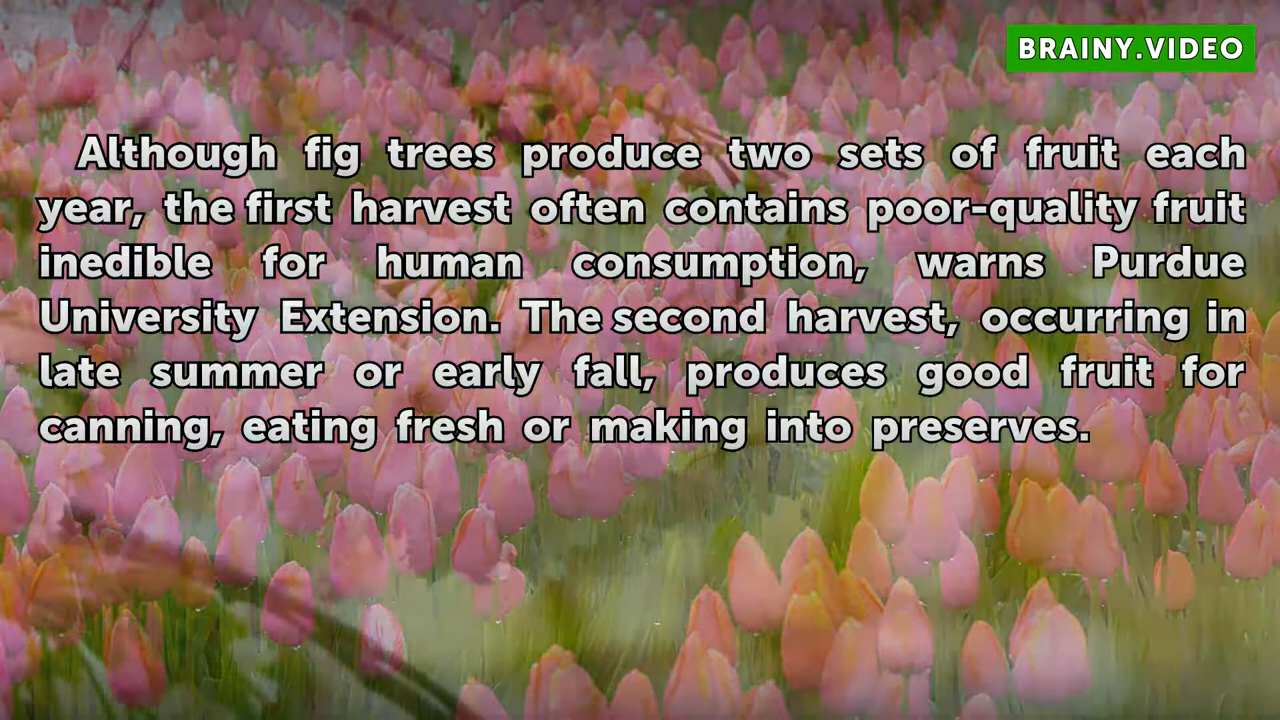 BRAINY.VIDEO
Although fig trees produce two sets of fruit each
year, the first harvest often contains poor-quality fruit
inedible for human consumption, warns Purdue
University Extension. The second harvest, occurring in
late summer or early fall, produces good fruit for
canning, eating fresh or making into preserves.